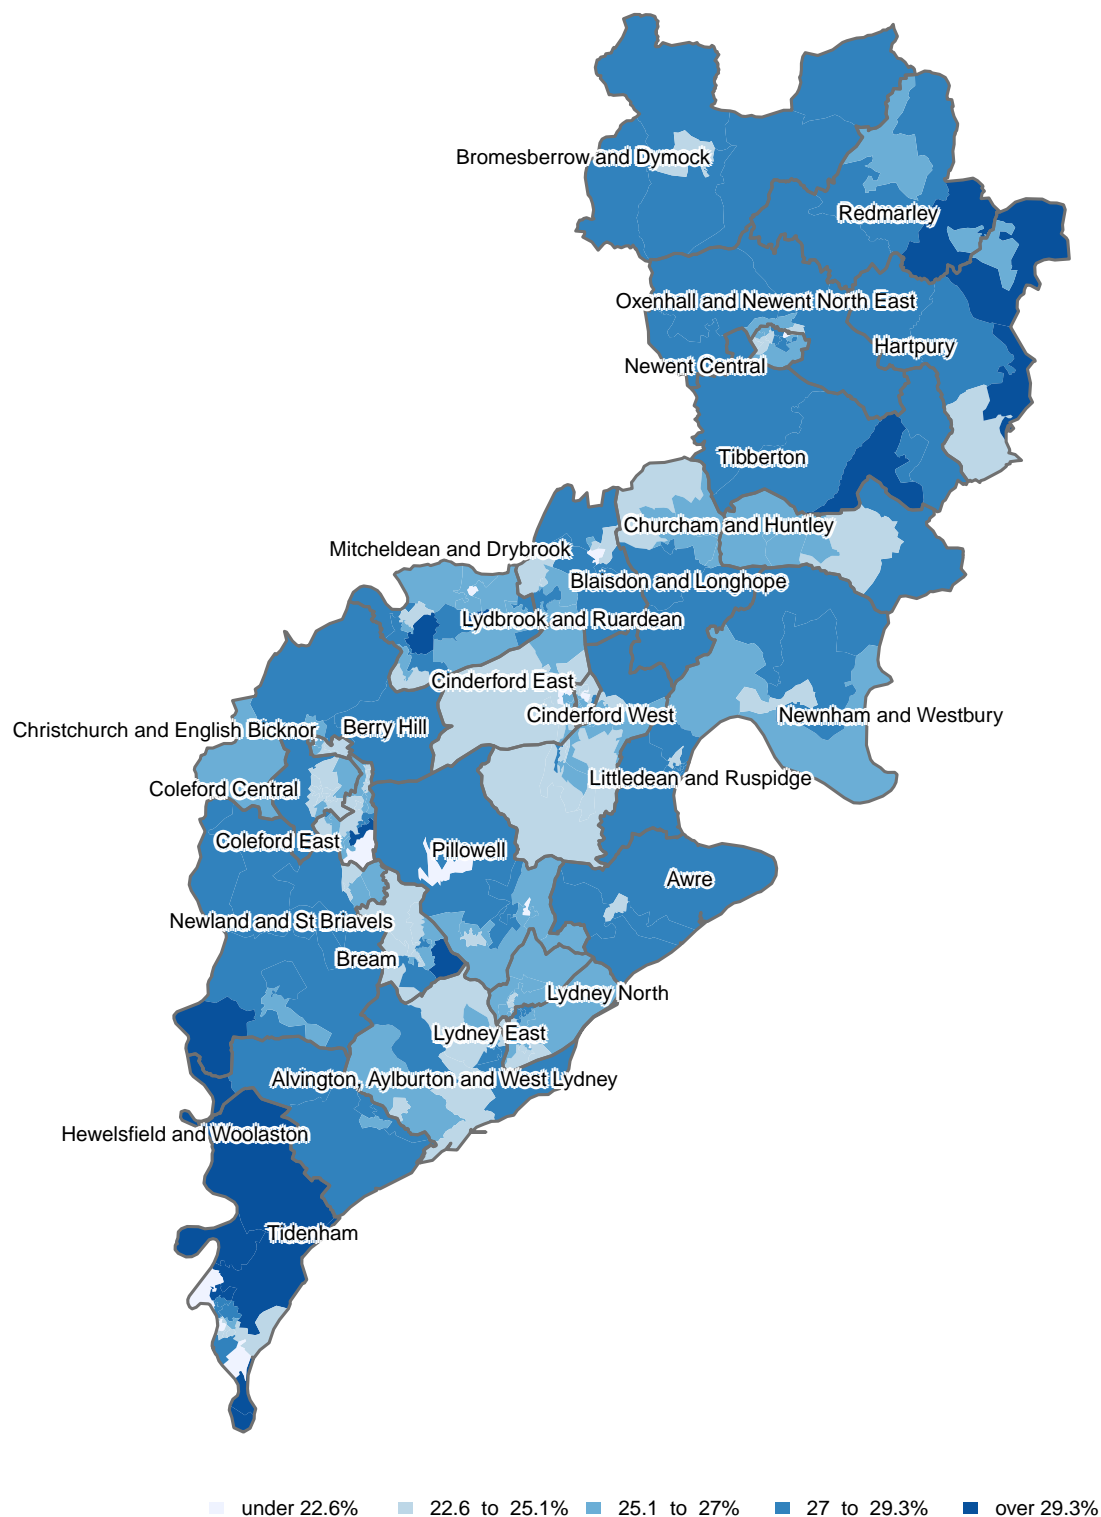 Bromesberrow and Dymock
Redmarley
Oxenhall and Newent North East
Hartpury
Newent Central
Tibberton
Churcham and Huntley
Mitcheldean and Drybrook
Blaisdon and Longhope
Lydbrook and Ruardean
Cinderford East
Cinderford West
Newnham and Westbury
Christchurch and English Bicknor
Berry Hill
Littledean and Ruspidge
Coleford Central
Coleford East
Pillowell
Awre
Newland and St Briavels
Bream
Lydney North
Lydney East
Alvington, Aylburton and West Lydney
Hewelsfield and Woolaston
Tidenham
under 22.6% 22.6 to 25.1% 25.1 to 27% 27 to 29.3% over 29.3%